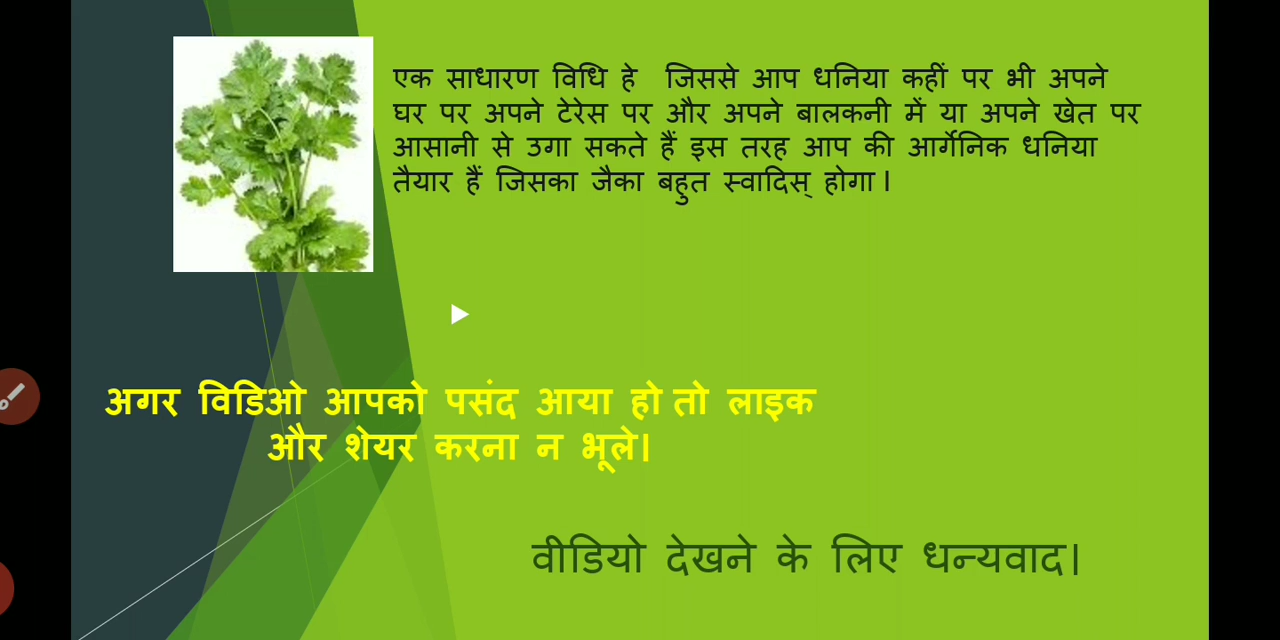 एक साधारण विधि हे जिससे आप धनिया कहीं पर भी अपने
घर पर अपने टेरेस पर और अपने बालकनी में या अपने खेत पर
आसानी से उगा सकते हैं इस तरह आप की आर्गेनिक धनिया
तैयार हैं जिसका जैका बहुत स्वादिस् होगा।
अगर विडिओ आपको पसंद आया हो तो लाइक
और शेयर करना न भूले।
वीडियो देखने के लिए धन्यवाद।